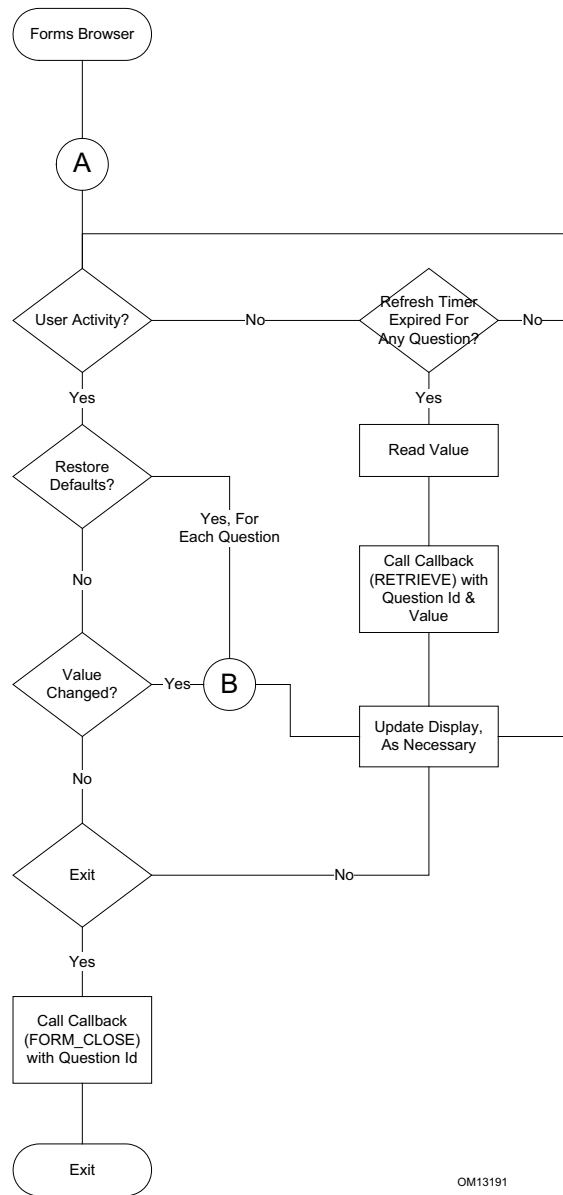 Forms Browser
A
User Activity?
No
Refresh Timer
Expired For
Any Question?
No
Yes
Yes
Restore
Defaults?
Read Value
Yes, For
Each Question
Call Callback
(RETRIEVE) with
Question Id &
Value
No
Value
Changed?
Yes
B
Update Display,
As Necessary
No
Exit
No
Yes
Call Callback
(FORM_CLOSE)
with Question Id
Exit
OM13191